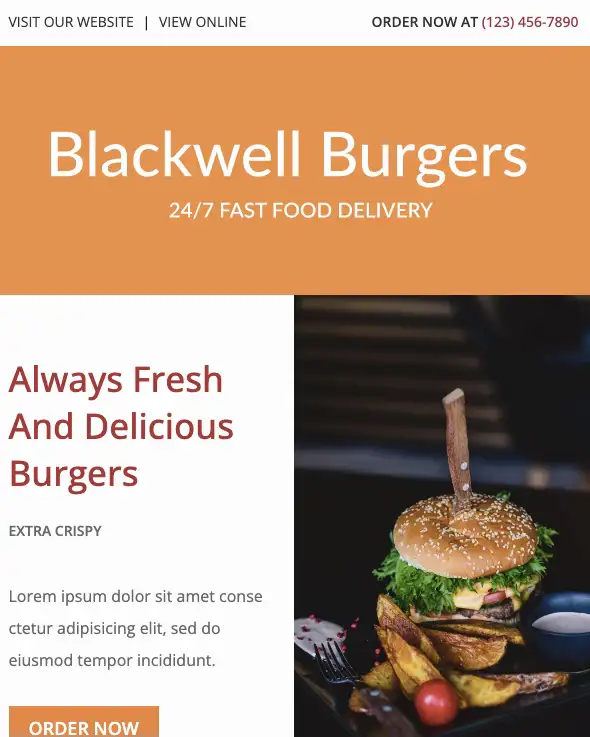 VISIT OUR WEBSITE | VIEW ONLINE
ORDER NOW AT (123) 456-7890
Blackwell Burgers
24/7 FAST FOOD DELIVERY
Always Fresh
And Delicious
Burgers
EXTRA CRISPY
Lorem ipsum dolor sit amet conse
ctetur adipisicing elit, sed do
eiusmod tempor incididunt.
ORDER NOW